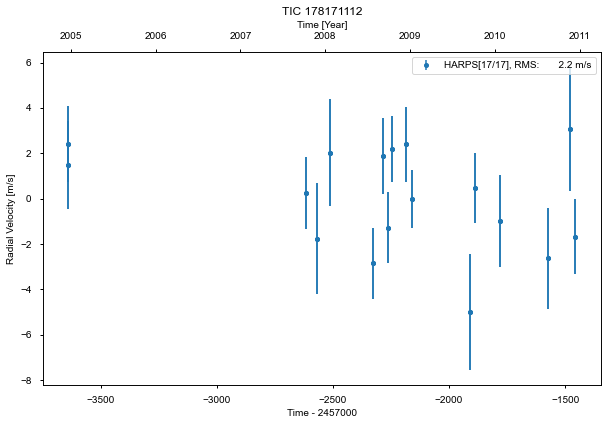 TIC 178171112
Time [Year]
2005 2006 2007 2008 2009 2010 2011
HARPS[17/17], RMS: 2.2 m/s
6
4
2
0
−2
−4
−6
−8
Radial Velocity [m/s]
−3500 −3000 −2500 −2000 −1500
Time - 2457000